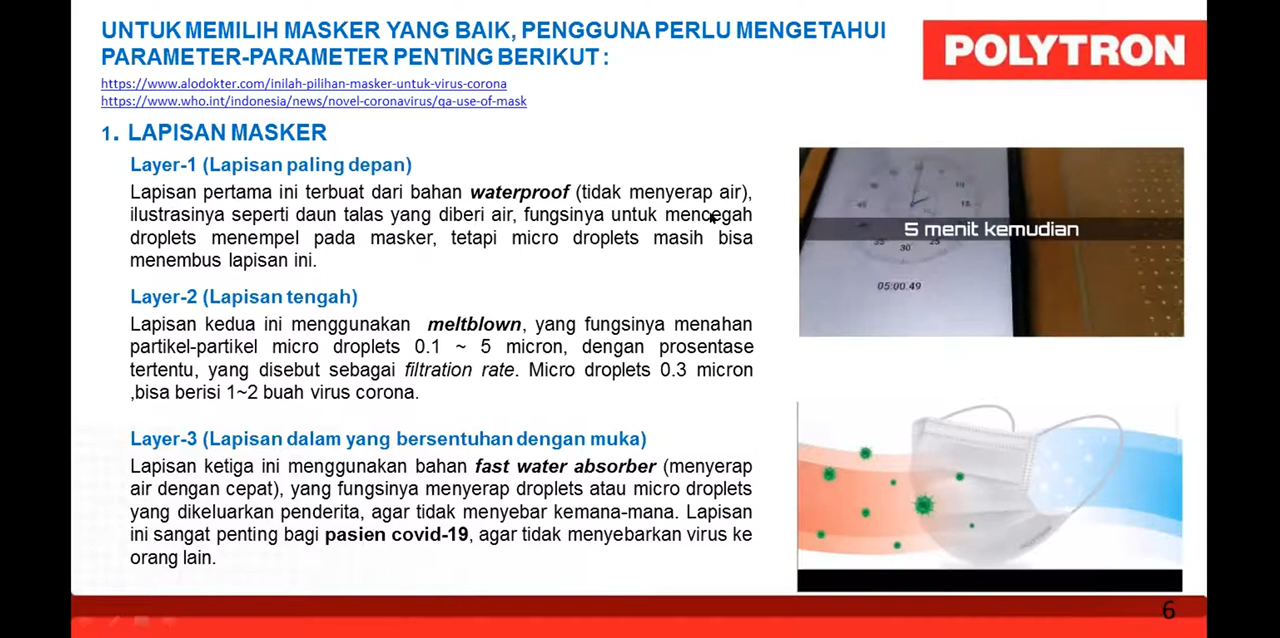 UNTUK MEMILIH MASKER YANG BAIK, PENGGUNA PERLU MENGETAHUI
PARAMETER-PARAMETER PENTING BERIKUT :
POLYTRON
https://www.alodokter.com/inilah-pilihan-masker-untuk-virus-corona
https://www.who.int/indonesia/news/novel-coronavirus/qa-use-of-mask
1. LAPISAN MASKER
Layer-1 (Lapisan paling depan)
Lapisan pertama ini terbuat dari bahan waterproof (tidak menyerap air),
ilustrasinya seperti daun talas yang diberi air, fungsinya untuk mencegah
droplets menempel pada masker, tetapi micro droplets masih bisa
menembus lapisan ini.
Layer-2 (Lapisan tengah)
Lapisan kedua ini menggunakan meltblown, yang fungsinya menahan
partikel-partikel micro droplets 0.1 ~ 5 micron, dengan prosentase
tertentu, yang disebut sebagai filtration rate. Micro droplets 0.3 micron
,bisa berisi 1~2 buah virus corona.
Layer-3 (Lapisan dalam yang bersentuhan dengan muka)
Lapisan ketiga ini menggunakan bahan fast water absorber (menyerap
air dengan cepat), yang fungsinya menyerap droplets atau micro droplets
yang dikeluarkan penderita, agar tidak menyebar kemana-mana. Lapisan
ini sangat penting bagi pasien covid-19, agar tidak menyebarkan virus ke
orang lain.
5 menit kemudian
30
05:00.49
6